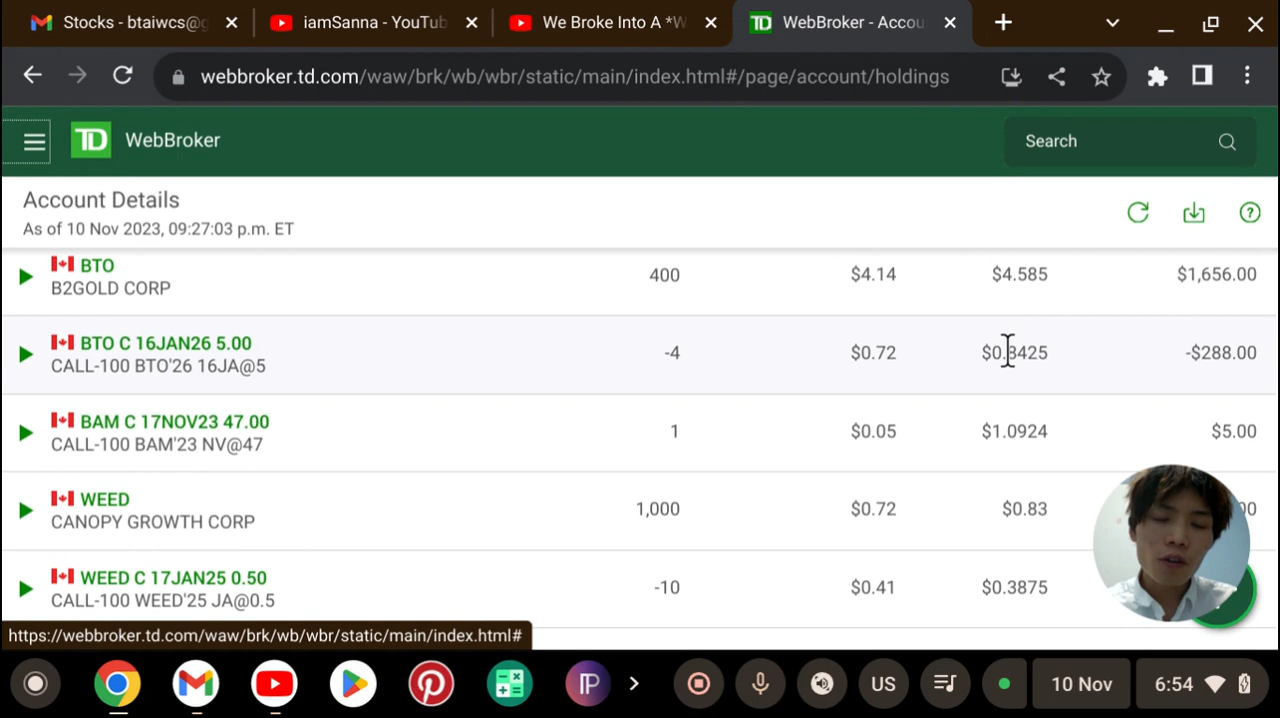 Stocks - btaiwcs@g
iamSanna - YouTub
We Broke Into A *W
TD WebBroker - Accou
webbroker.td.com/waw/brk/wb/wbr/static/main/index.html#/page/account/holdings
TD WebBroker Search
Account Details
As of 10 Nov 2023, 09:27:03 p.m. ET
BTO 400 $4.14 $4.585 $1,656.00
B2GOLD CORP
BTO C 16JAN26 5.00 -4 $0.72 $0.8425 -$288.00
CALL-100 BTO'26 16JA@5
BAM C 17NOV23 47.00 1 $0.05 $1.0924 $5.00
CALL-100 BAM'23 NV@47
WEED 1,000 $0.72 $0.83
CANOPY GROWTH CORP
WEED C 17JAN25 0.50 -10 $0.41 $0.3875
CALL-100 WEED'25 JA@0.5
https://webbroker.td.com/waw/brk/wb/wbr/static/main/index.html#
US 10 Nov 6:54